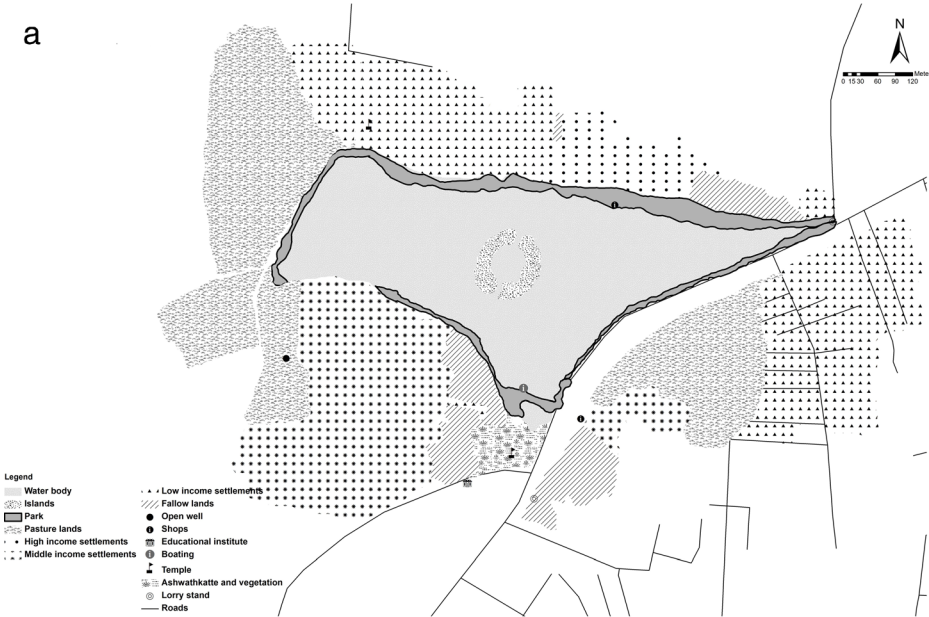 a
N
Mete
0 15 30 60 90 120
Legend
Water body
Islands
Park
Pasture lands
High income settlements
Middle income settlements
Low income settlements
Fallow lands
Open well
Shops
Educational institute
Boating
Temple
Ashwathkatte and vegetation
Lorry stand
Roads